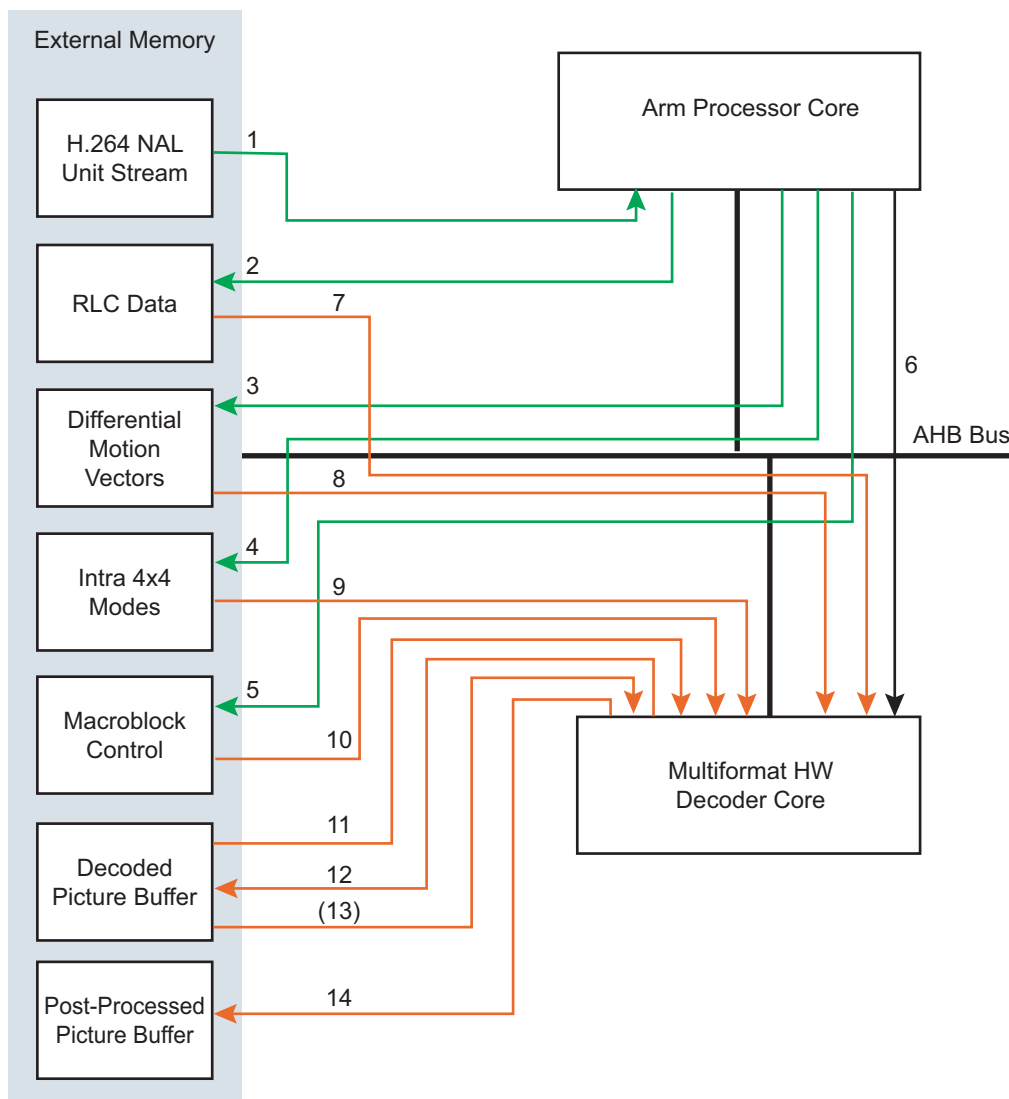 External Memory
H.264 NAL
Unit Stream
1
Arm Processor Core
RLC Data
2
7
Differential
Motion
Vectors
3
6
AHB Bus
8
Intra 4x4
Modes
4
9
Macroblock
Control
5
10
Multiformat HW
Decoder Core
Decoded
Picture Buffer
11
12
(13)
Post-Processed
Picture Buffer
14